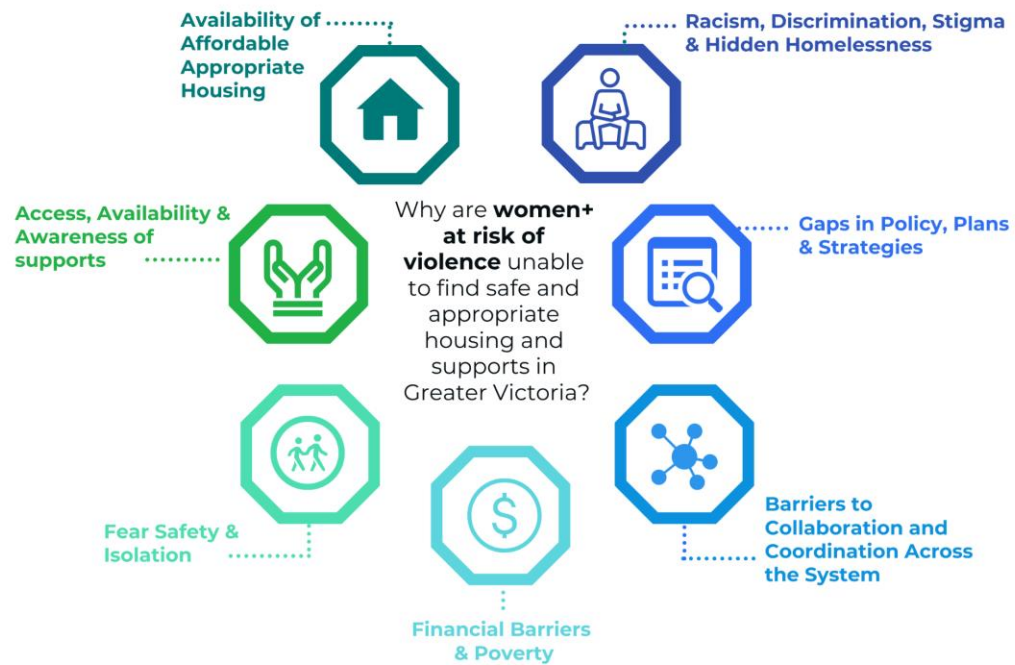 Availability of
Affordable
Appropriate
Housing
Racism, Discrimination, Stigma
& Hidden Homelessness
Access, Availability &
Awareness of
supports
Why are women+
at risk of
violence unable
to find safe and
appropriate
housing and
supports in
Greater Victoria?
Gaps in Policy, Plans
& Strategies
Fear Safety &
Isolation
$
Financial Barriers
& Poverty
Barriers to
Collaboration and
Coordination Across
the System